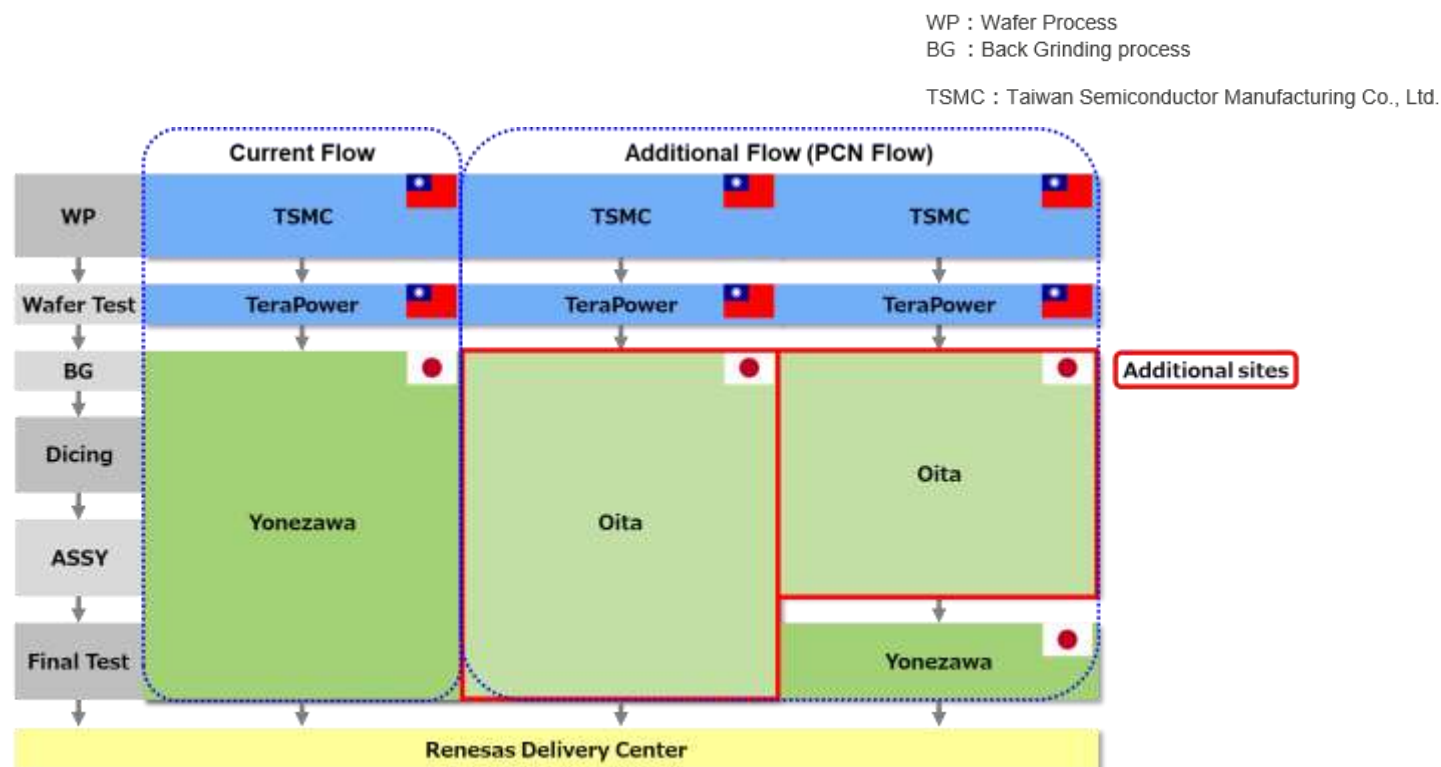 WP：Wafer Process
BG ：Back Grinding process
TSMC：Taiwan Semiconductor Manufacturing Co., Ltd.
Current Flow
Additional Flow (PCN Flow)
WP
TSMC
TSMC
TSMC
Wafer Test
TeraPower
TeraPower
TeraPower
BG
Additional sites
Dicing
Oita
Yonezawa
Oita
ASSY
Final Test
Yonezawa
Renesas Delivery Center